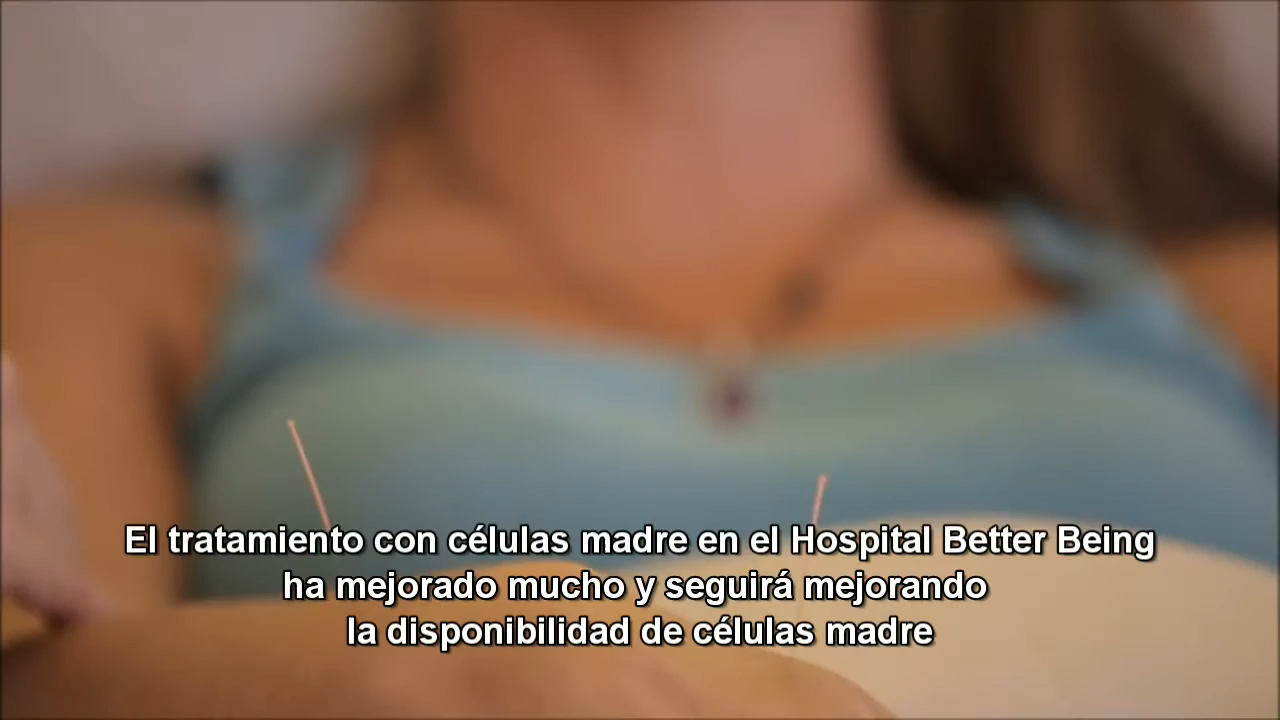 El tratamiento con células madre en el Hospital Better Being
ha mejorado mucho y seguirá mejorando
la disponibilidad de células madre